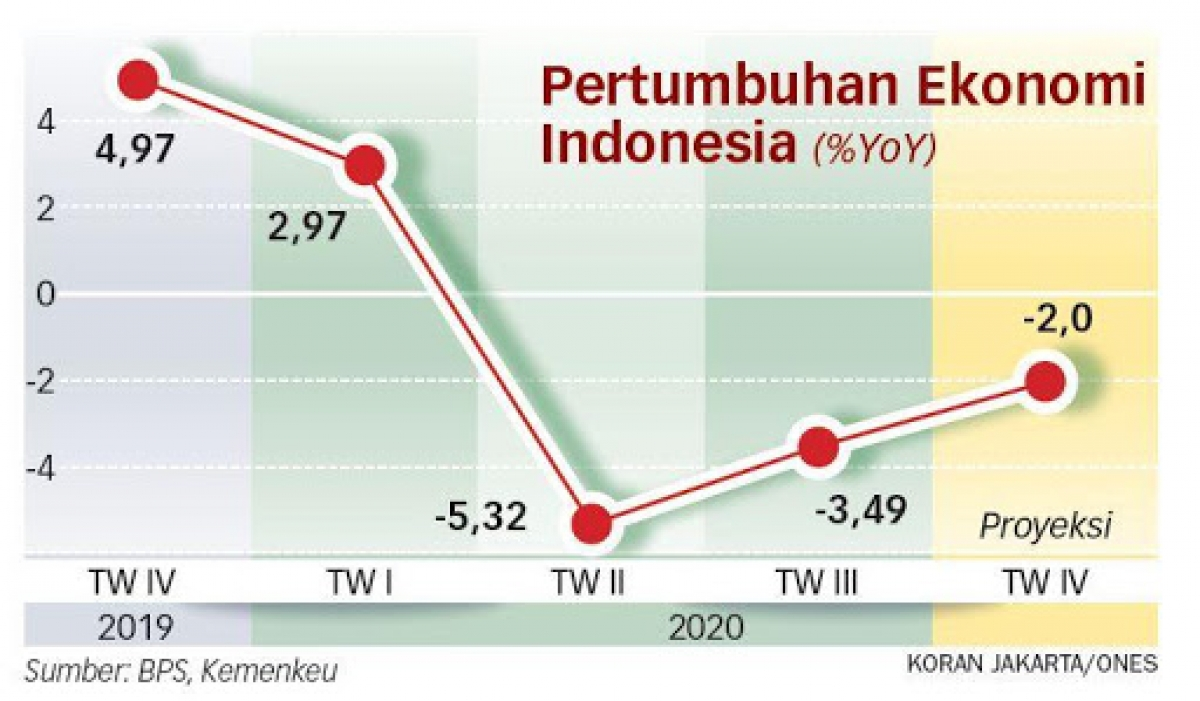 Pertumbuhan Ekonomi
Indonesia (%YoY)
4
2
0
-2
-4
4,97
2,97
-5,32
-3,49
-2,0
Proyeksi
TW IV TW I TW II TW III TW IV
2019 2020
Sumber: BPS, Kemenkeu
KORAN JAKARTA/ONES